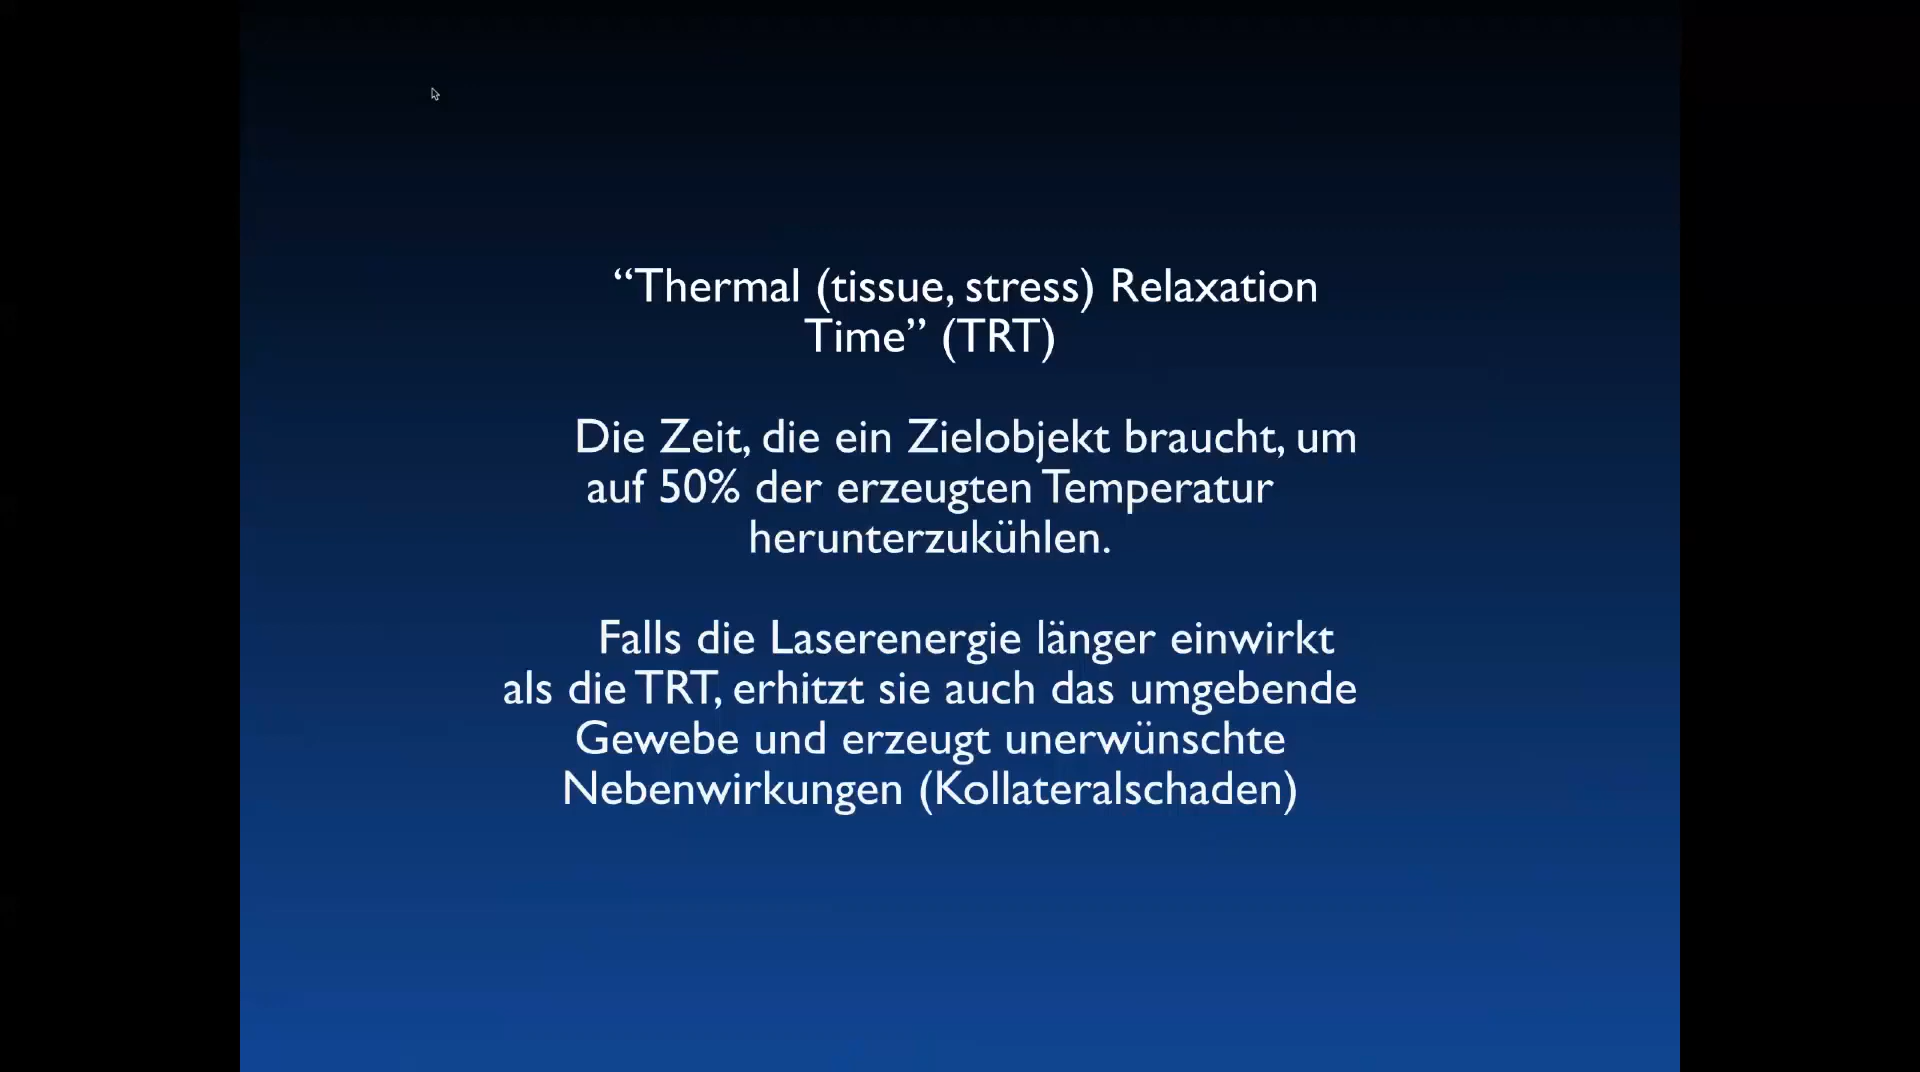 “Thermal (tissue, stress) Relaxation
Time” (TRT)
Die Zeit, die ein Zielobjekt braucht, um
auf 50% der erzeugten Temperatur
herunterzukühlen.
Falls die Laserenergie länger einwirkt
als die TRT, erhitzt sie auch das umgebende
Gewebe und erzeugt unerwünschte
Nebenwirkungen (Kollateralschaden)